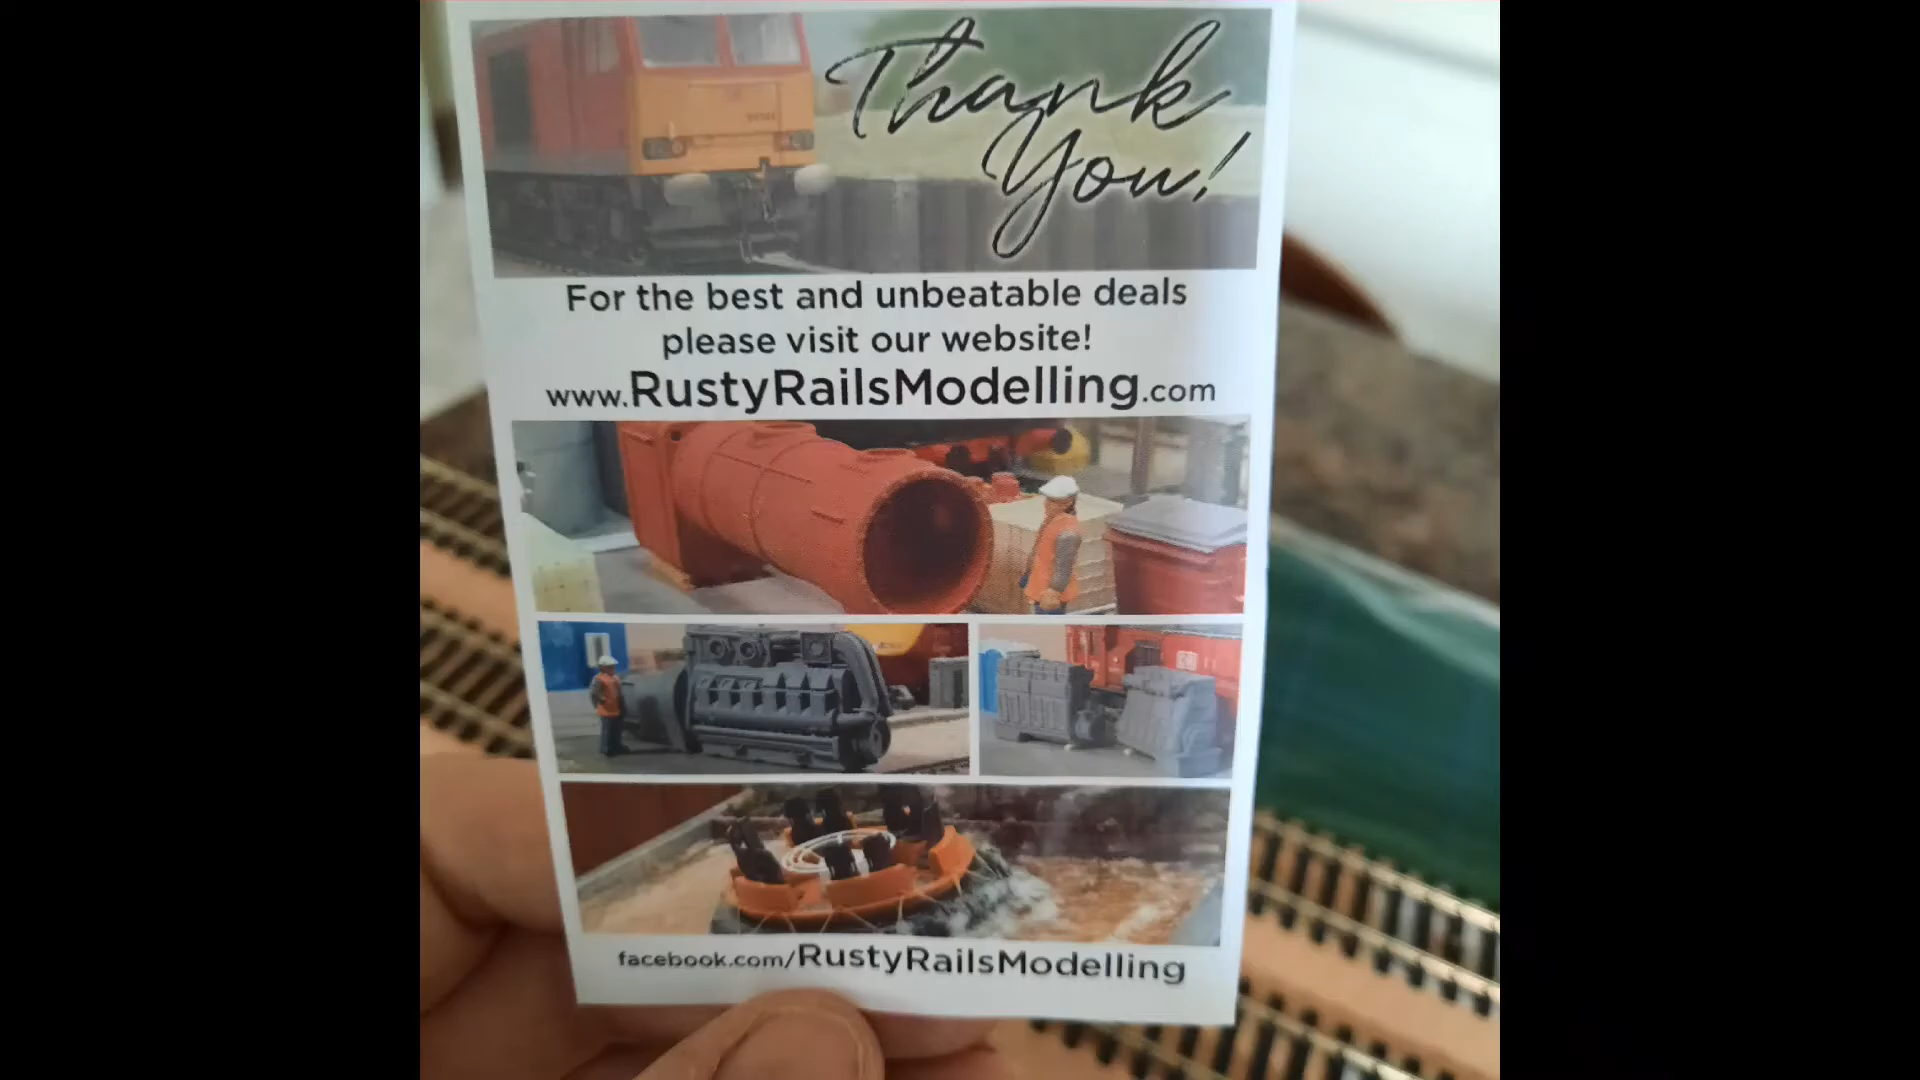 Thank
You!
For the best and unbeatable deals
please visit our website!
www.RustyRailsModelling.com
facebook.com/RustyRailsModelling